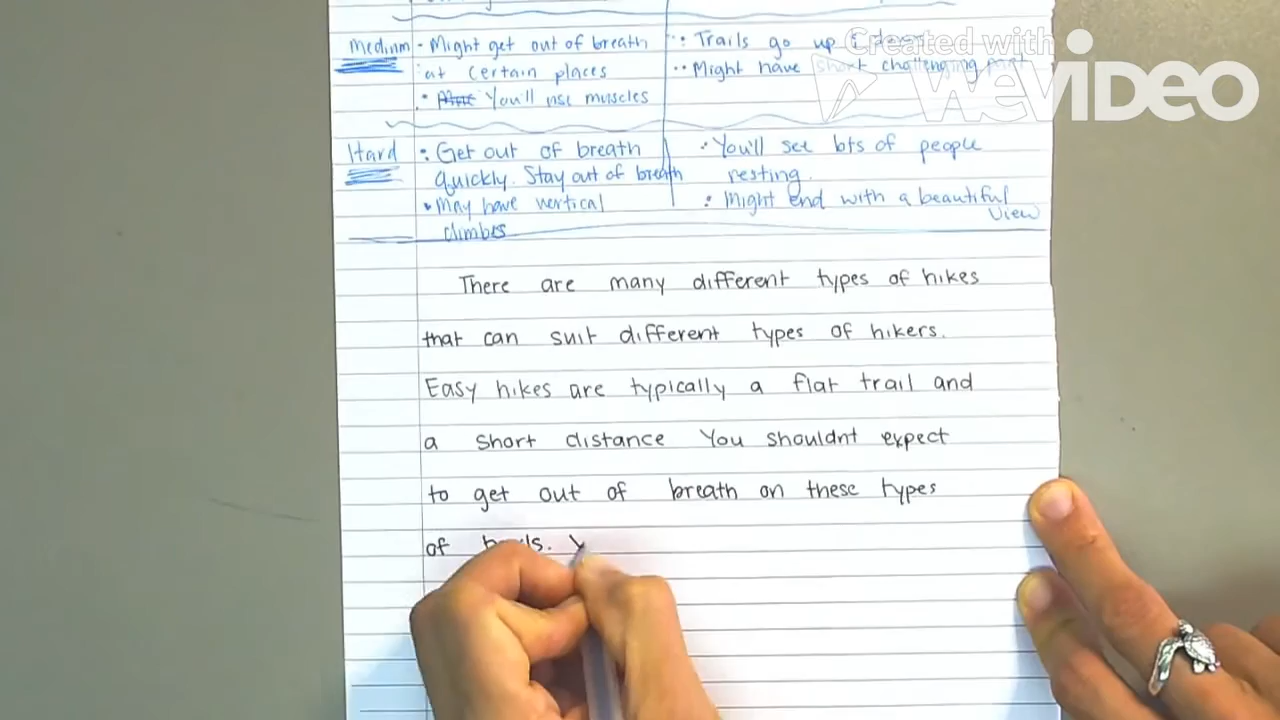 Medium - Might get out of breath : Trails go up &
at certain places •• Might have short challenging part
• You'll use muscles
Hard : Get out of breath • You'll see lots of people
quickly. Stay out of breath resting.
• May have vertical : Might end with a beautiful
climbs view
There are many different types of hikes
that can suit different types of hikers.
Easy hikes are typically a flat trail and
a short distance You shouldnt expect
to get out of breath on these types
of
Created with
WEVIDEO